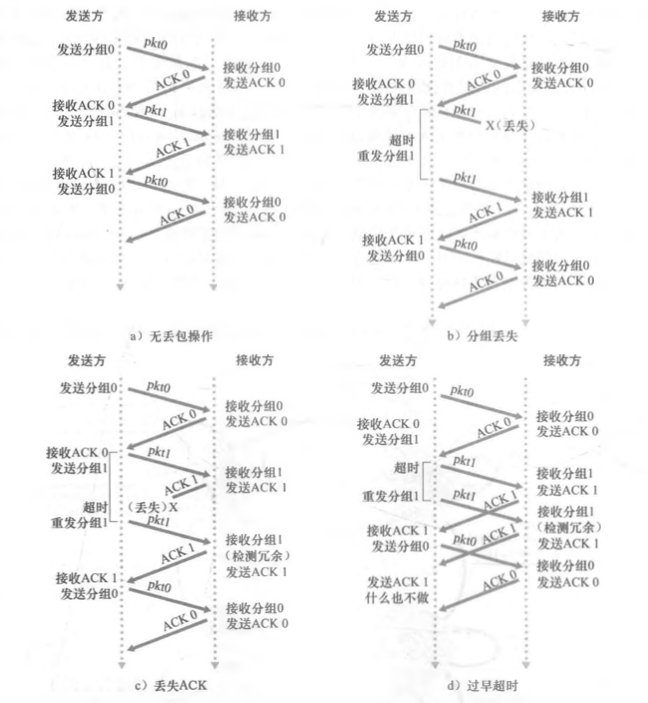 发送方
接收方
发送分组0
pkt0
接收分组0
发送ACK 0
ACK 0
接收ACK 0
发送分组1
pkt1
接收分组1
发送ACK 1
ACK 1
接收ACK 1
发送分组0
pkt0
接收分组0
发送ACK 0
ACK 0
a）无丢包操作
发送方
接收方
发送分组0
pkt0
接收分组0
发送ACK 0
ACK 0
接收ACK 0
发送分组1
pkt1
X（丢失）
超时
重发分组1
pkt1
接收分组1
发送ACK 1
ACK 1
接收ACK 1
发送分组0
pkt0
接收分组0
发送ACK 0
ACK 0
b）分组丢失
发送方
接收方
发送分组0
pkt0
接收分组0
发送ACK 0
ACK 0
接收ACK 0
发送分组1
pkt1
接收分组1
发送ACK 1
ACK 1
（丢失）X
超时
重发分组1
pkt1
接收分组1
（检测冗余）
发送ACK 1
ACK 1
接收ACK 1
发送分组0
pkt0
接收分组0
发送ACK 0
ACK 0
c）丢失ACK
发送方
接收方
发送分组0
pkt0
接收分组0
发送ACK 0
ACK 0
接收ACK 0
发送分组1
pkt1
超时
重发分组1
接收分组1
发送ACK 1
pkt1
ACK 1
接收分组1
（检测冗余）
发送ACK 1
接收ACK 1
发送分组0
pkt0
ACK 1
接收分组0
发送ACK 0
发送ACK 1
什么也不做
ACK 0
d）过早超时